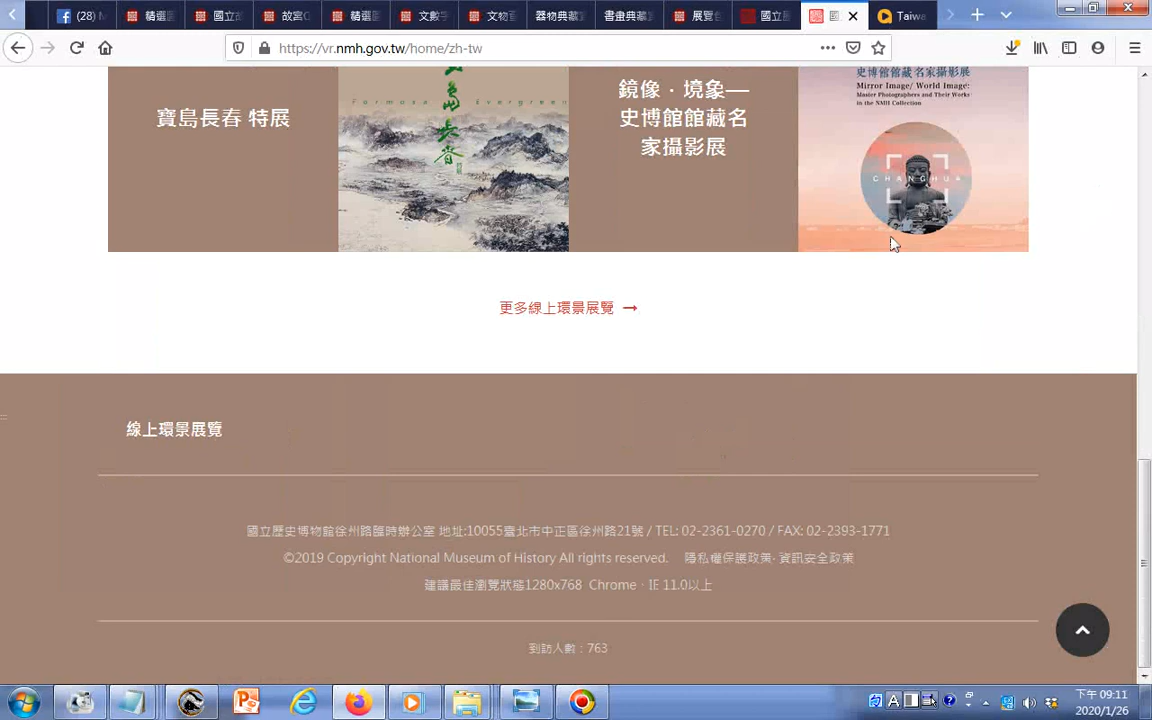 (28)
精選
國立故
故宮
精選
文數字
文物
器物典藏
書畫典藏
展覽
國立
Taiwa
https://vr.nmh.gov.tw/home/zh-tw
寶島長春 特展
Formosa Evergreen
島
長
春
鏡像．境象—
史博館館藏名
家攝影展
史博館館藏名家攝影展
Mirror Image/ World Image:
Master Photographers and Their Works
in the NMH Collection
CHANGHUA
更多線上環景展覽 →
線上環景展覽
國立歷史博物館徐州路臨時辦公室 地址:10055臺北市中正區徐州路21號 / TEL: 02-2361-0270 / FAX: 02-2393-1771
©2019 Copyright National Museum of History All rights reserved. 隱私權保護政策· 資訊安全政策
建議最佳瀏覽狀態1280x768 Chrome · IE 11.0以上
到訪人數 : 763
下午 09:11
2020/1/26